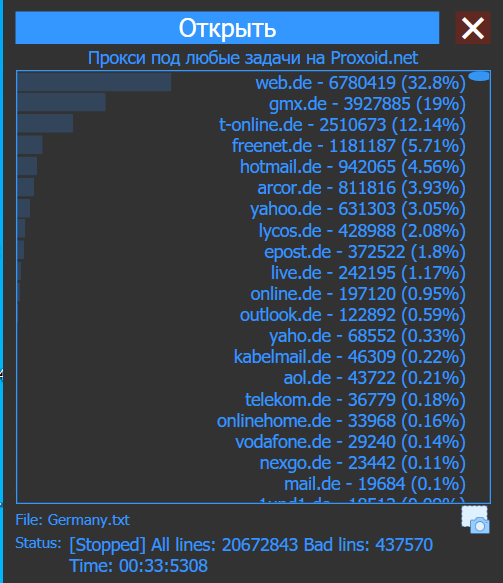 Открыть
Прокси под любые задачи на Proxoid.net
web.de - 6780419 (32.8%)
gmx.de - 3927885 (19%)
t-online.de - 2510673 (12.14%)
freenet.de - 1181187 (5.71%)
hotmail.de - 942065 (4.56%)
arcor.de - 811816 (3.93%)
yahoo.de - 631303 (3.05%)
lycos.de - 428988 (2.08%)
epost.de - 372522 (1.8%)
live.de - 242195 (1.17%)
online.de - 197120 (0.95%)
outlook.de - 122892 (0.59%)
yaho.de - 68552 (0.33%)
kabelmail.de - 46309 (0.22%)
aol.de - 43722 (0.21%)
telekom.de - 36779 (0.18%)
onlinehome.de - 33968 (0.16%)
vodafone.de - 29240 (0.14%)
nexgo.de - 23442 (0.11%)
mail.de - 19684 (0.1%)
File: Germany.txt
Status: [Stopped] All lines: 20672843 Bad lins: 437570
Time: 00:33:5308